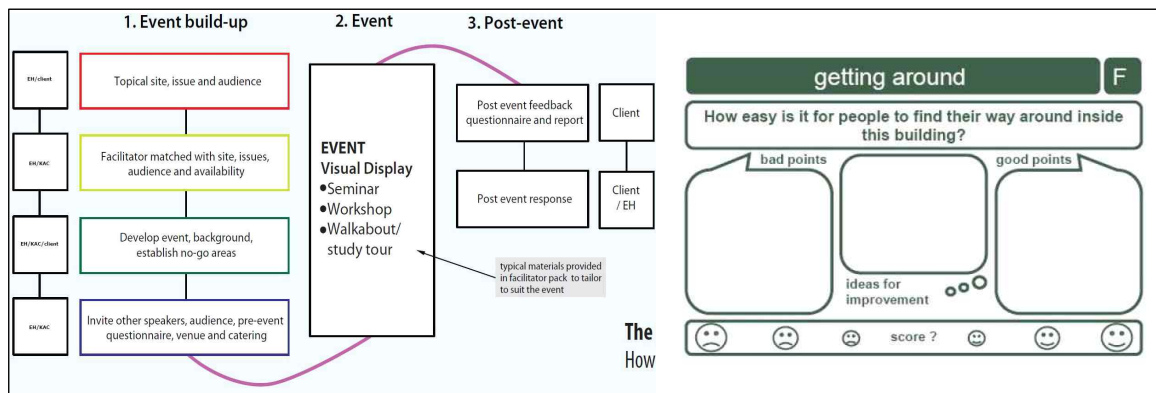 1. Event build-up
2. Event
3. Post-event
EH/client
Topical site, issue and audience
EH/KAC
Facilitator matched with site, issues,
audience and availability
EH/KAC/client
Develop event, background,
establish no-go areas
EH/KAC
Invite other speakers, audience, pre-event
questionnaire, venue and catering
EVENT
Visual Display
•Seminar
•Workshop
•Walkabout/
study tour
typical materials provided
in facilitator pack to tailor
to suit the event
Post event feedback
questionnaire and report
Client
Post event response
Client
/ EH
The
How
getting around
F
How easy is it for people to find their way around inside
this building?
bad points
good points
ideas for
improvement
score ?